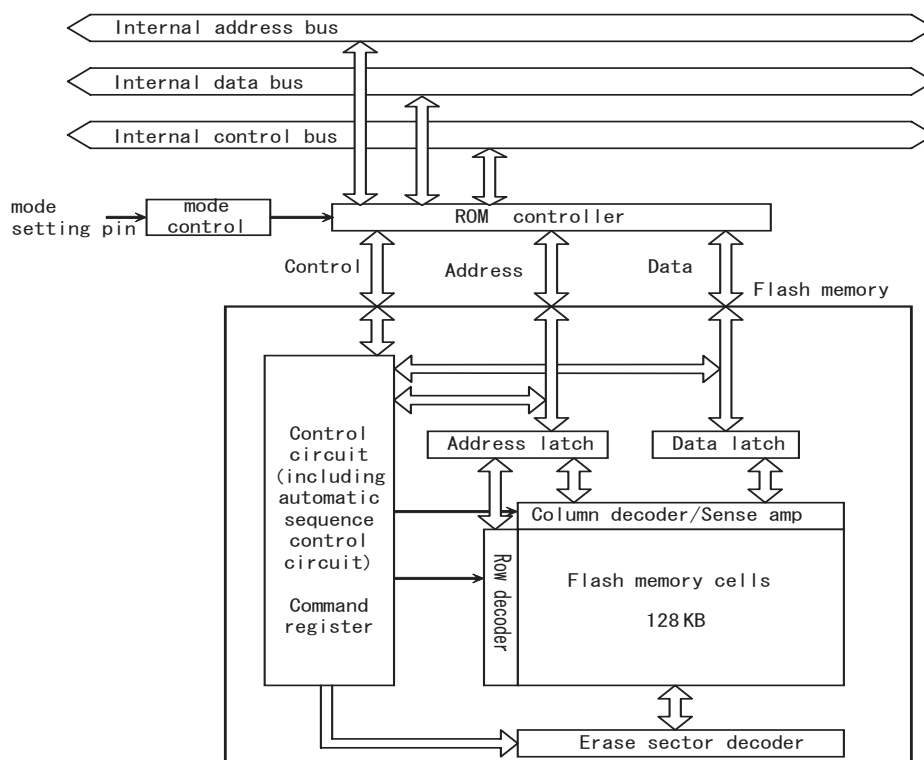 Internal address bus
Internal data bus
Internal control bus
mode
setting pin
mode
control
ROM controller
Control
Address
Data
Flash memory
Control
circuit
(including
automatic
sequence
control
circuit)
Command
register
Address latch
Data latch
Column decoder/Sense amp
Row decoder
Flash memory cells
128 KB
Erase sector decoder